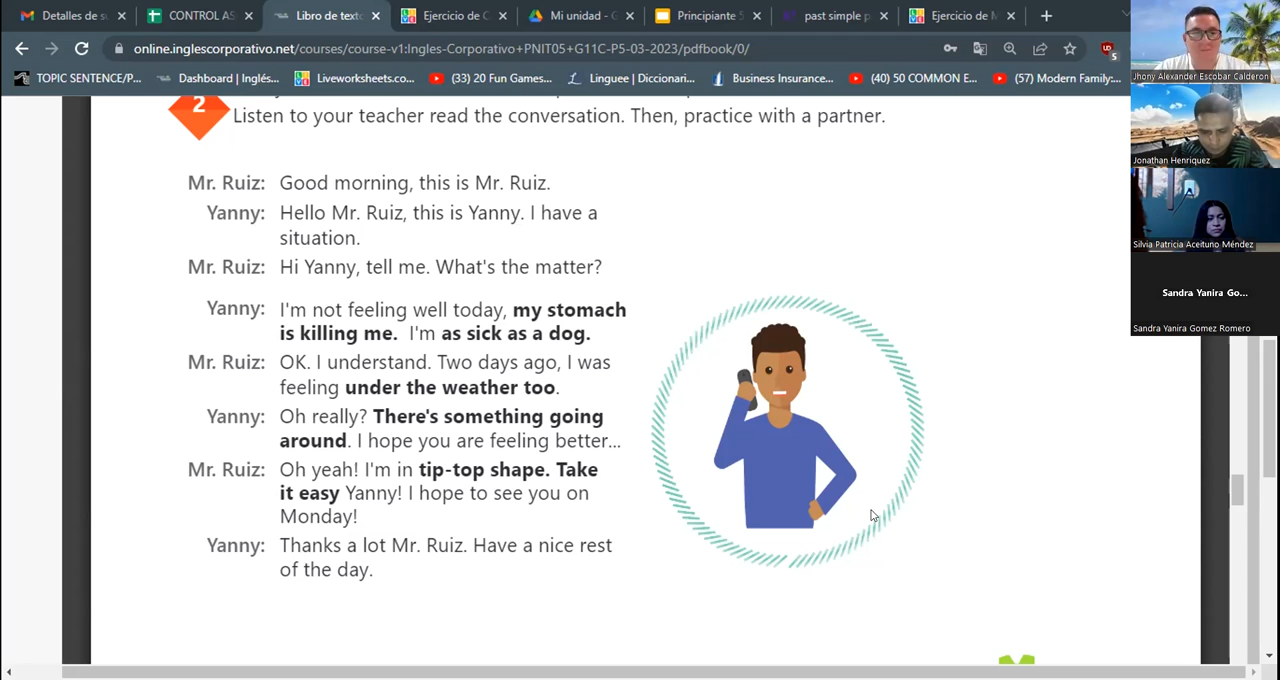 Detalles de su
CONTROL AS
Libro de texto
Ejercicio de C
Mi unidad - G
Principiante 5
past simple p
Ejercicio de M
online.inglescorporativo.net/courses/course-v1:Ingles-Corporativo+PNIT05+G11C-P5-03-2023/pdfbook/0/
TOPIC SENTENCE/P...
Dashboard | Inglés...
Liveworksheets.co...
(33) 20 Fun Games...
Linguee | Diccionari...
Business Insurance...
(40) 50 COMMON E...
(57) Modern Family:...
Jhony Alexander Escobar Calderon
Jonathan Henriquez
Silvia Patricia Aceituno Méndez
Sandra Yanira Go...
Sandra Yanira Gomez Romero
2
Listen to your teacher read the conversation. Then, practice with a partner.
Mr. Ruiz: Good morning, this is Mr. Ruiz.
Yanny: Hello Mr. Ruiz, this is Yanny. I have a
situation.
Mr. Ruiz: Hi Yanny, tell me. What's the matter?
Yanny: I'm not feeling well today, my stomach
is killing me. I'm as sick as a dog.
Mr. Ruiz: OK. I understand. Two days ago, I was
feeling under the weather too.
Yanny: Oh really? There's something going
around. I hope you are feeling better...
Mr. Ruiz: Oh yeah! I'm in tip-top shape. Take
it easy Yanny! I hope to see you on
Monday!
Yanny: Thanks a lot Mr. Ruiz. Have a nice rest
of the day.